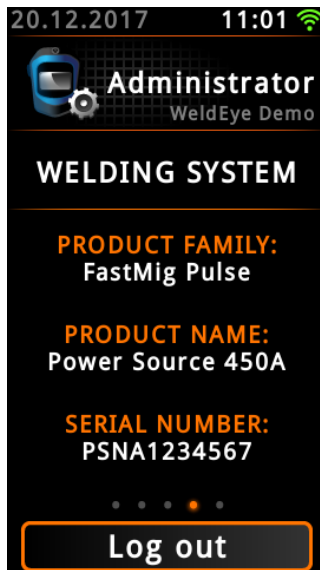 20.12.2017 11:01
Administrator
WeldEye Demo
WELDING SYSTEM
PRODUCT FAMILY:
FastMig Pulse
PRODUCT NAME:
Power Source 450A
SERIAL NUMBER:
PSNA1234567
Log out